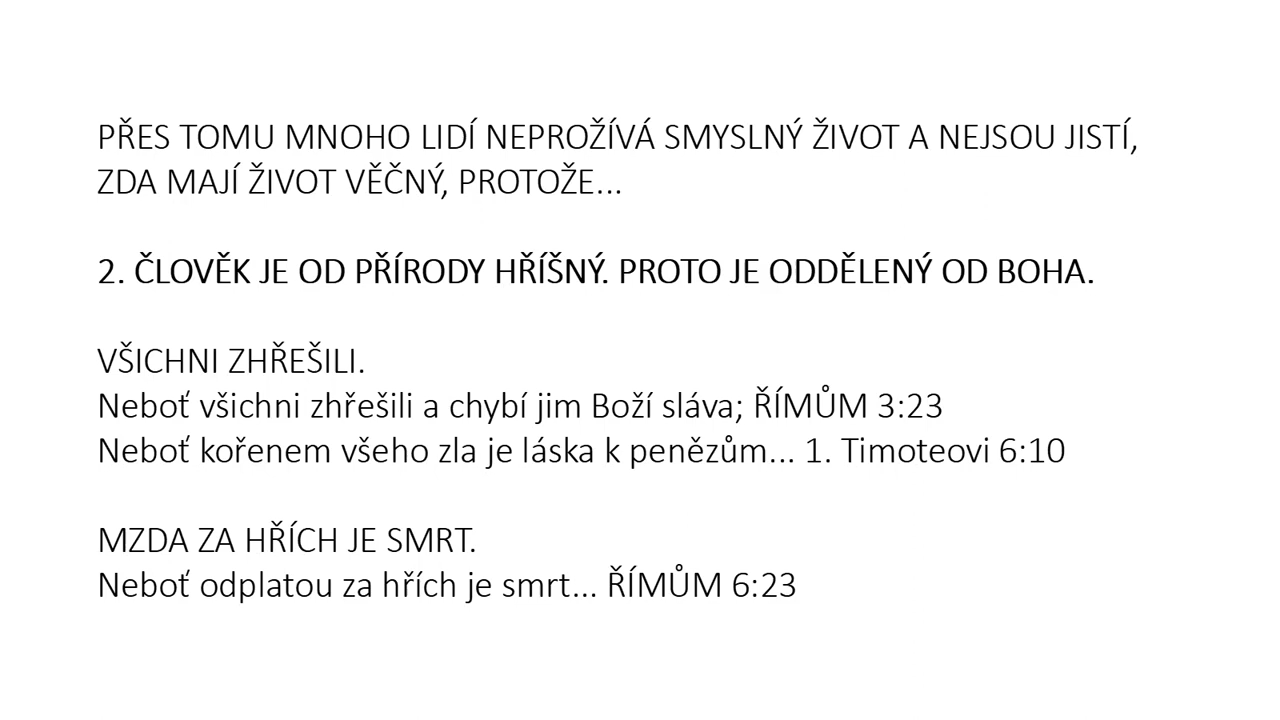 PŘES TOMU MNOHO LIDÍ NEPROŽÍVÁ SMYSLNÝ ŽIVOT A NEJSOU JISTÍ,
ZDA MAJÍ ŽIVOT VĚČNÝ, PROTOŽE...
2. ČLOVĚK JE OD PŘÍRODY HŘÍŠNÝ. PROTO JE ODDĚLENÝ OD BOHA.
VŠICHNI ZHŘEŠILI.
Neboť všichni zhřešili a chybí jim Boží sláva; ŘÍMŮM 3:23
Neboť kořenem všeho zla je láska k penězům... 1. Timoteovi 6:10
MZDA ZA HŘÍCH JE SMRT.
Neboť odplatou za hřích je smrt... ŘÍMŮM 6:23